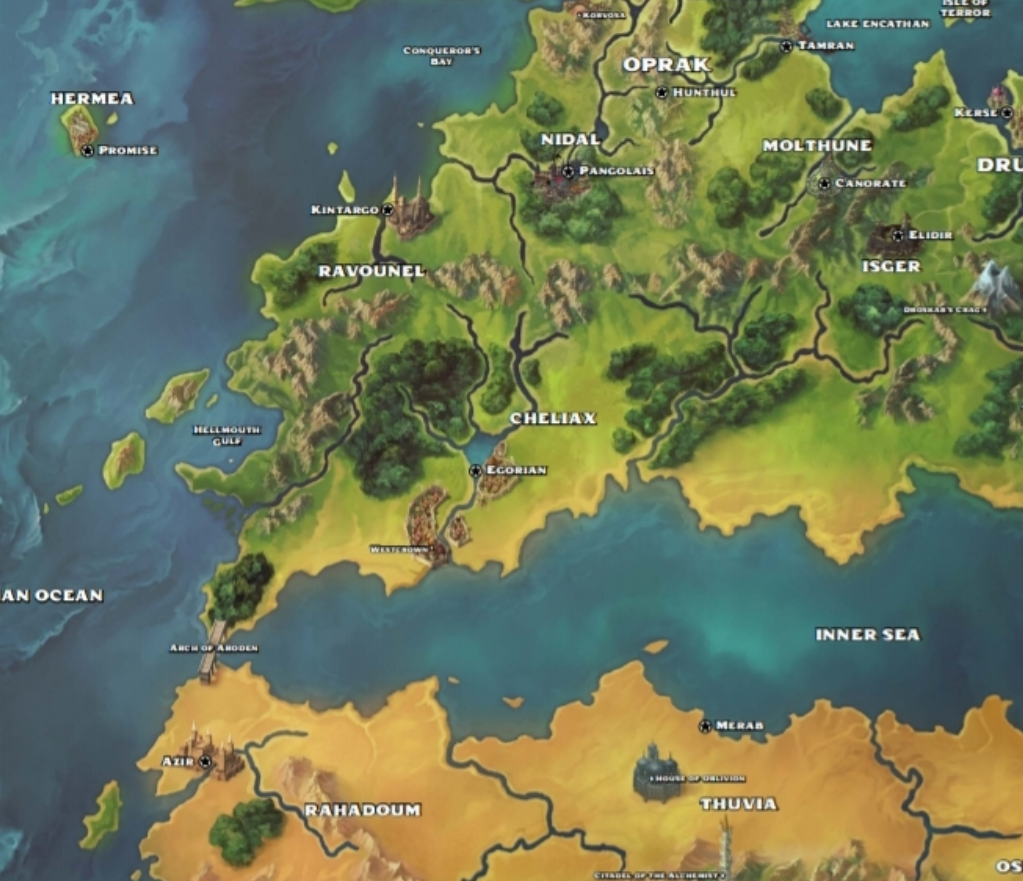 KORVOSA
ISLE OF
TERROR
LAKE ENCATHAN
TAMRAN
CONQUEROR'S
BAY
OPRAK
HUNTHUL
HERMEA
PROMISE
KERSE
NIDAL
PANGOLAIS
MOLTHUNE
DRU
CANORATE
KINTARGO
ELIDIR
RAVOUNEL
ISGER
DROSKAR'S CRAG
CHELIAX
HELLMOUTH
GULF
EGORIAN
WESTCROWN
AN OCEAN
INNER SEA
ARCH OF ARODEN
MERAB
AZIR
HOUSE OF OBLIVION
RAHADOUM
THUVIA
OS
CITADEL OF THE ALCHEMIST